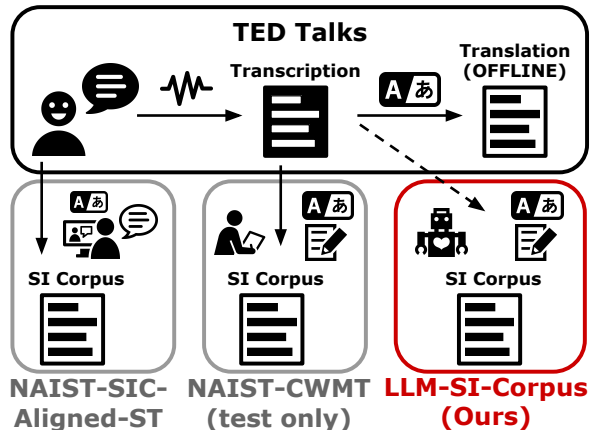 TED Talks
Transcription
Translation
(OFFLINE)
A/あ
A/あ
A/あ
A/あ
SI Corpus
SI Corpus
SI Corpus
NAIST-SIC-
Aligned-ST
NAIST-CWMT
(test only)
LLM-SI-Corpus
(Ours)